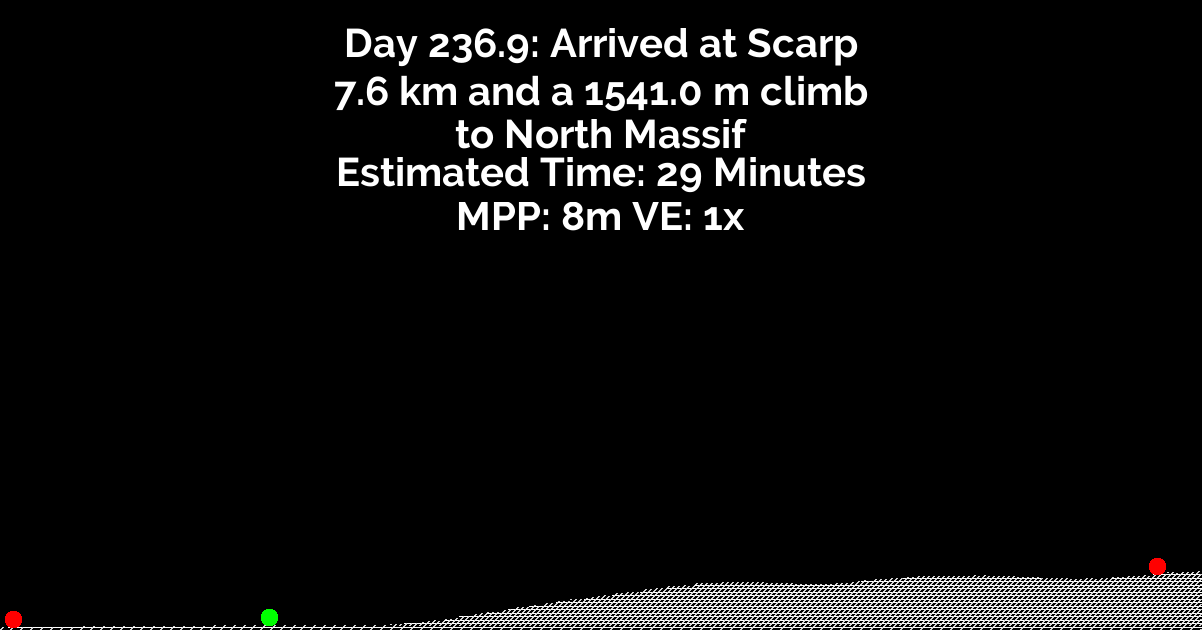 Day 236.9: Arrived at Scarp
7.6 km and a 1541.0 m climb
to North Massif
Estimated Time: 29 Minutes
MPP: 8m VE: 1x